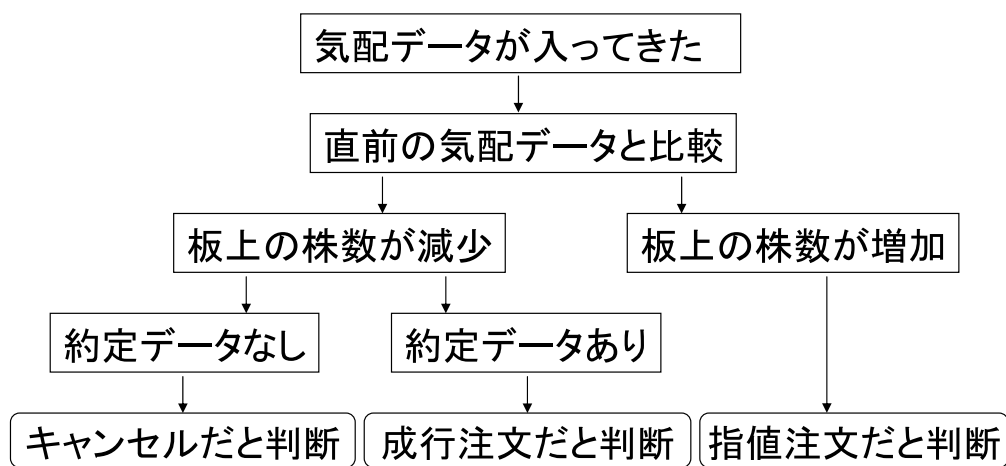 気配データが入ってきた
直前の気配データと比較
板上の株数が減少
板上の株数が増加
約定データなし
約定データあり
キャンセルだと判断
成行注文だと判断
指値注文だと判断